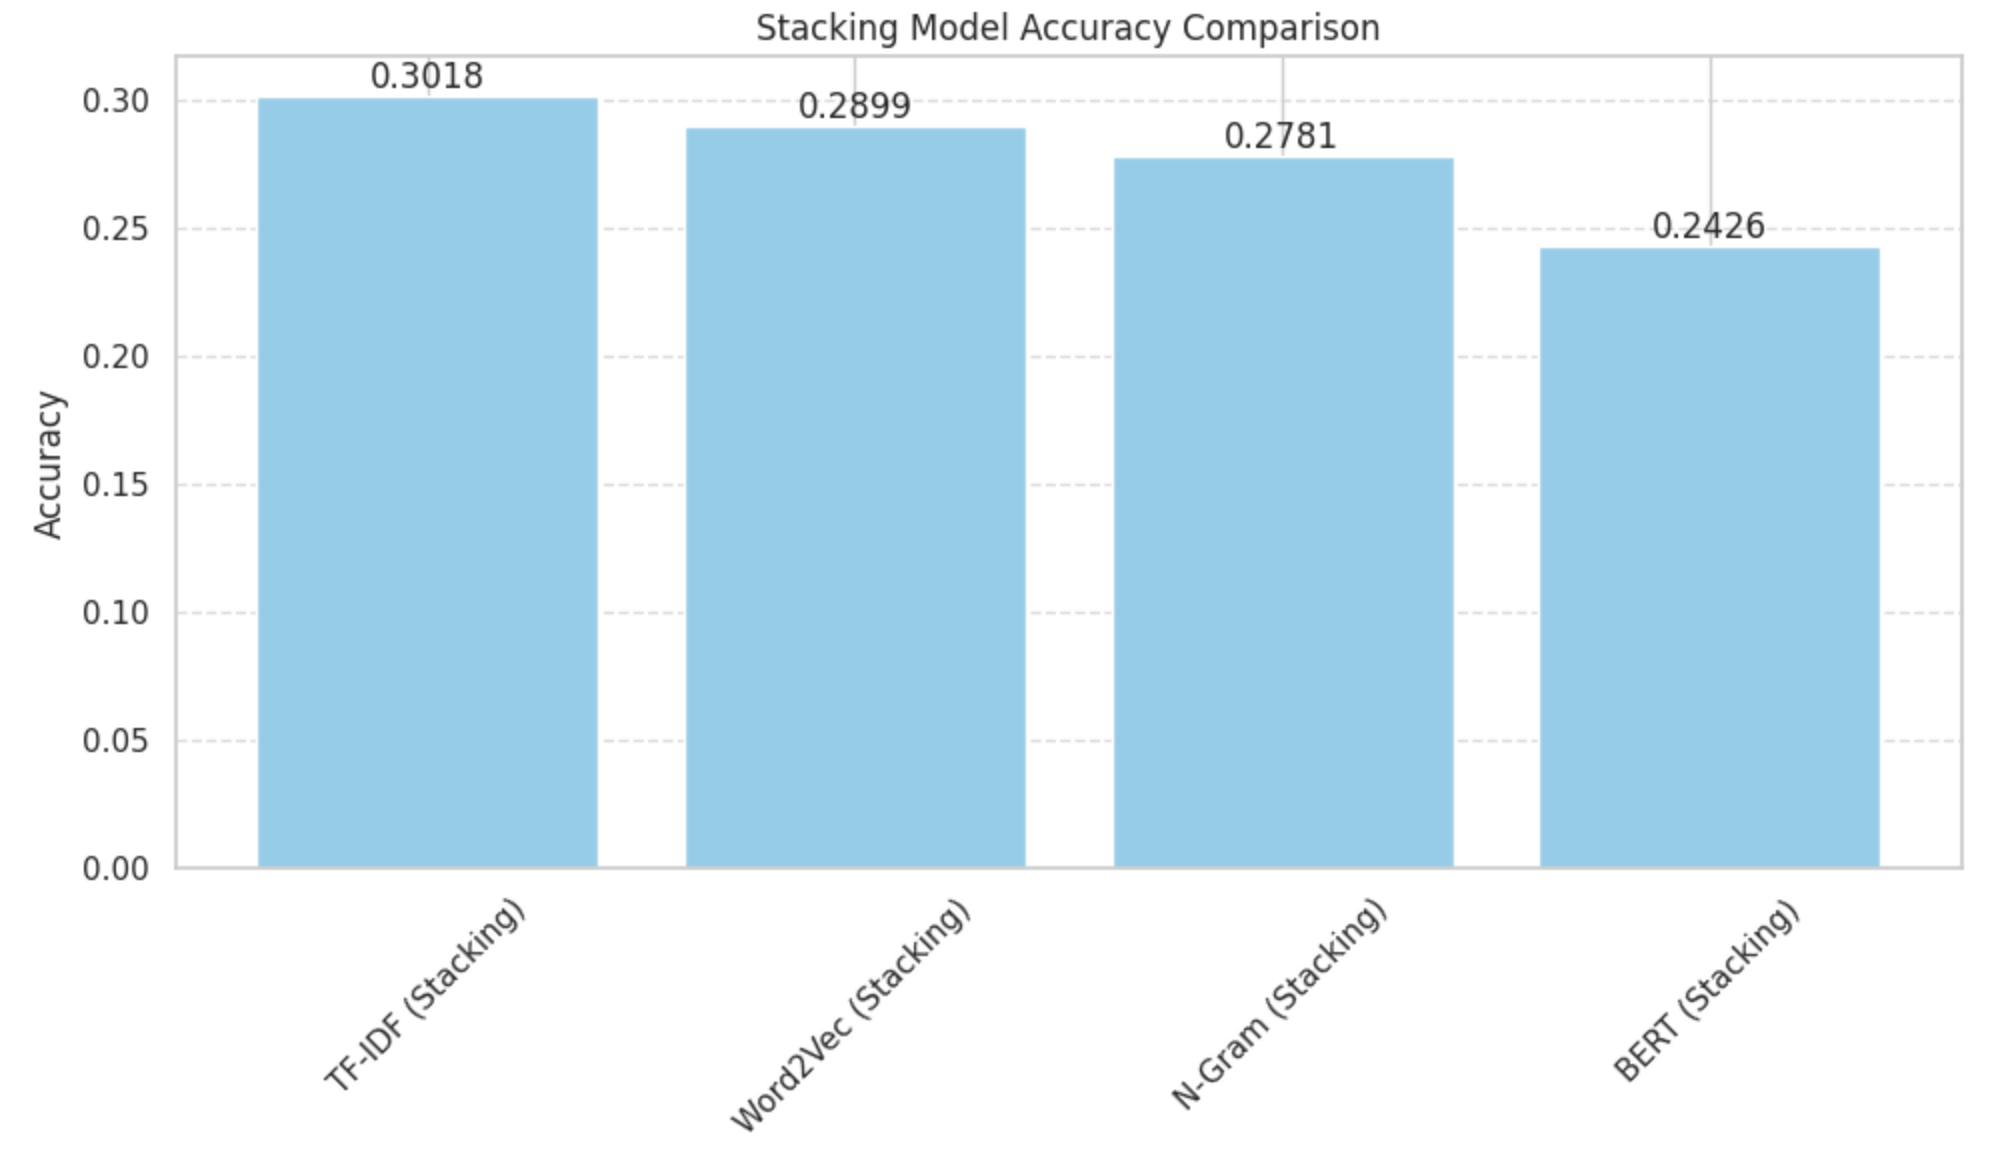 Stacking Model Accuracy Comparison
0.3018
0.2899
0.2781
0.2426
0.30
0.25
0.20
0.15
0.10
0.05
0.00
Accuracy
TF-IDF (Stacking)
Word2Vec (Stacking)
N-Gram (Stacking)
BERT (Stacking)